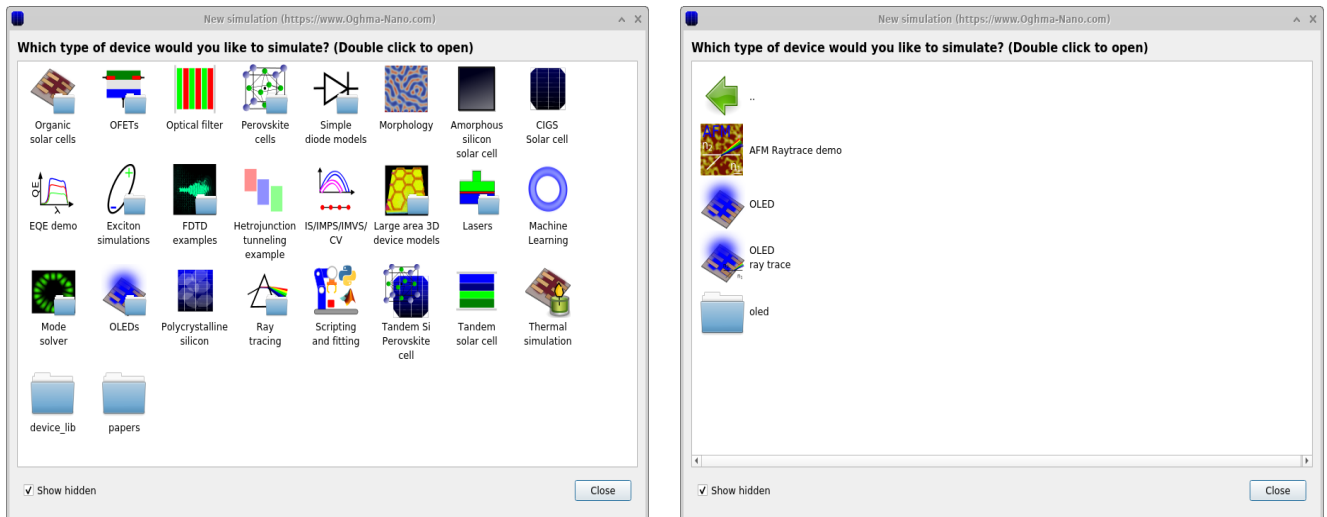 New simulation (https://www.Oghma-Nano.com)
Which type of device would you like to simulate? (Double click to open)
Organic
solar cells
OFETs
Optical filter
Perovskite
cells
Simple
diode models
Morphology
Amorphous
silicon
solar cell
CIGS
Solar cell
QE
λ
EQE demo
Exciton
simulations
FDTD
examples
Hetrojunction
tunneling
example
IS/IMPS/IMVS/
CV
Large area 3D
device models
Lasers
Machine
Learning
Mode
solver
OLEDs
Polycrystalline
silicon
Ray
tracing
Scripting
and fitting
Tandem Si
Perovskite
cell
Tandem
solar cell
Thermal
simulation
device_lib
papers
Show hidden
Close
New simulation (https://www.Oghma-Nano.com)
Which type of device would you like to simulate? (Double click to open)
..
AFM
AFM Raytrace demo
OLED
OLED
ray trace
oled
Show hidden
Close